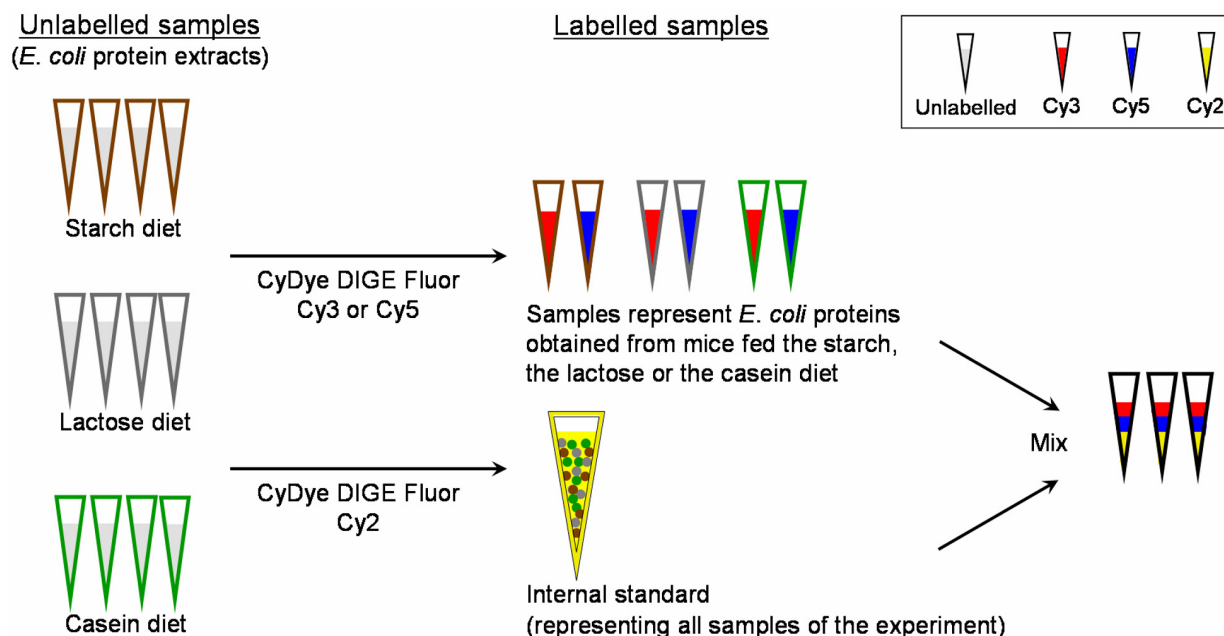 Unlabelled samples
(E. coli protein extracts)
Starch diet
Lactose diet
Casein diet
CyDye DIGE Fluor
Cy3 or Cy5
CyDye DIGE Fluor
Cy2
Labelled samples
Samples represent E. coli proteins
obtained from mice fed the starch,
the lactose or the casein diet
Internal standard
(representing all samples of the experiment)
Mix
Unlabelled
Cy3
Cy5
Cy2